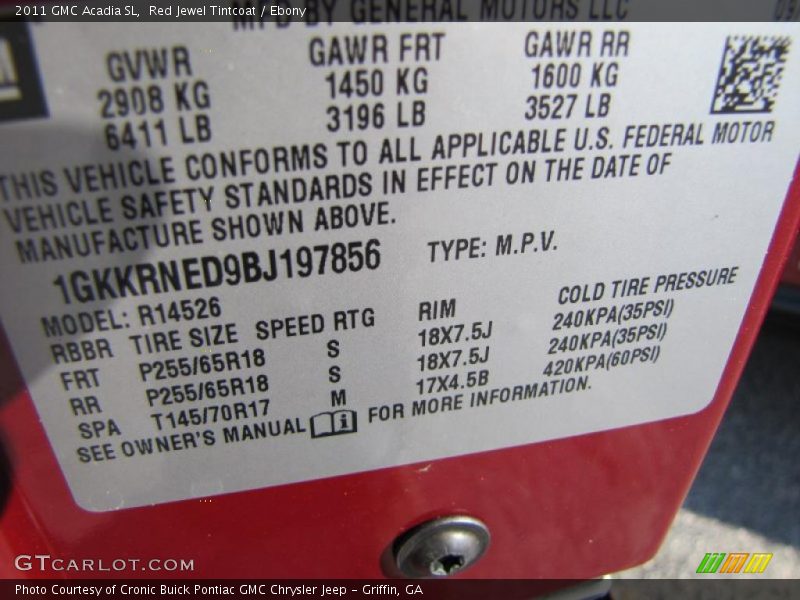 2011 GMC Acadia SL, Red Jewel Tintcoat / Ebony
MFD BY GENERAL MOTORS LLC
GVWR GAWR FRT GAWR RR
2908 KG 1450 KG 1600 KG
6411 LB 3196 LB 3527 LB
THIS VEHICLE CONFORMS TO ALL APPLICABLE U.S. FEDERAL MOTOR
VEHICLE SAFETY STANDARDS IN EFFECT ON THE DATE OF
MANUFACTURE SHOWN ABOVE.
1GKKRNED9BJ197856 TYPE: M.P.V.
MODEL: R14526
RBBR TIRE SIZE SPEED RTG RIM COLD TIRE PRESSURE
FRT P255/65R18 S 18X7.5J 240KPA(35PSI)
RR P255/65R18 S 18X7.5J 240KPA(35PSI)
SPA T145/70R17 M 17X4.5B 420KPA(60PSI)
SEE OWNER'S MANUAL i FOR MORE INFORMATION.
GTCARLOT.COM
Photo Courtesy of Cronic Buick Pontiac GMC Chrysler Jeep - Griffin, GA